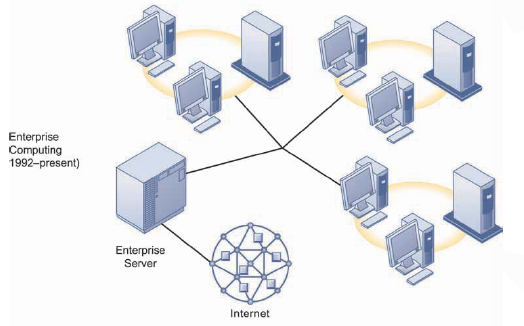 Enterprise
Computing
1992–present)
Enterprise
Server
Internet